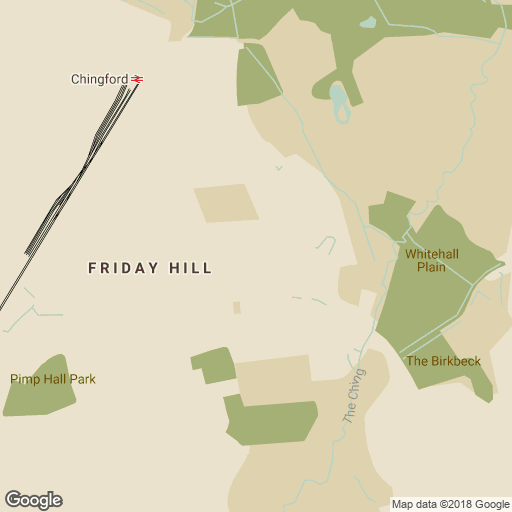 Chingford
Whitehall
Plain
FRIDAY HILL
The Birkbeck
Pimp Hall Park
The Ching
Google
Map data ©2018 Google